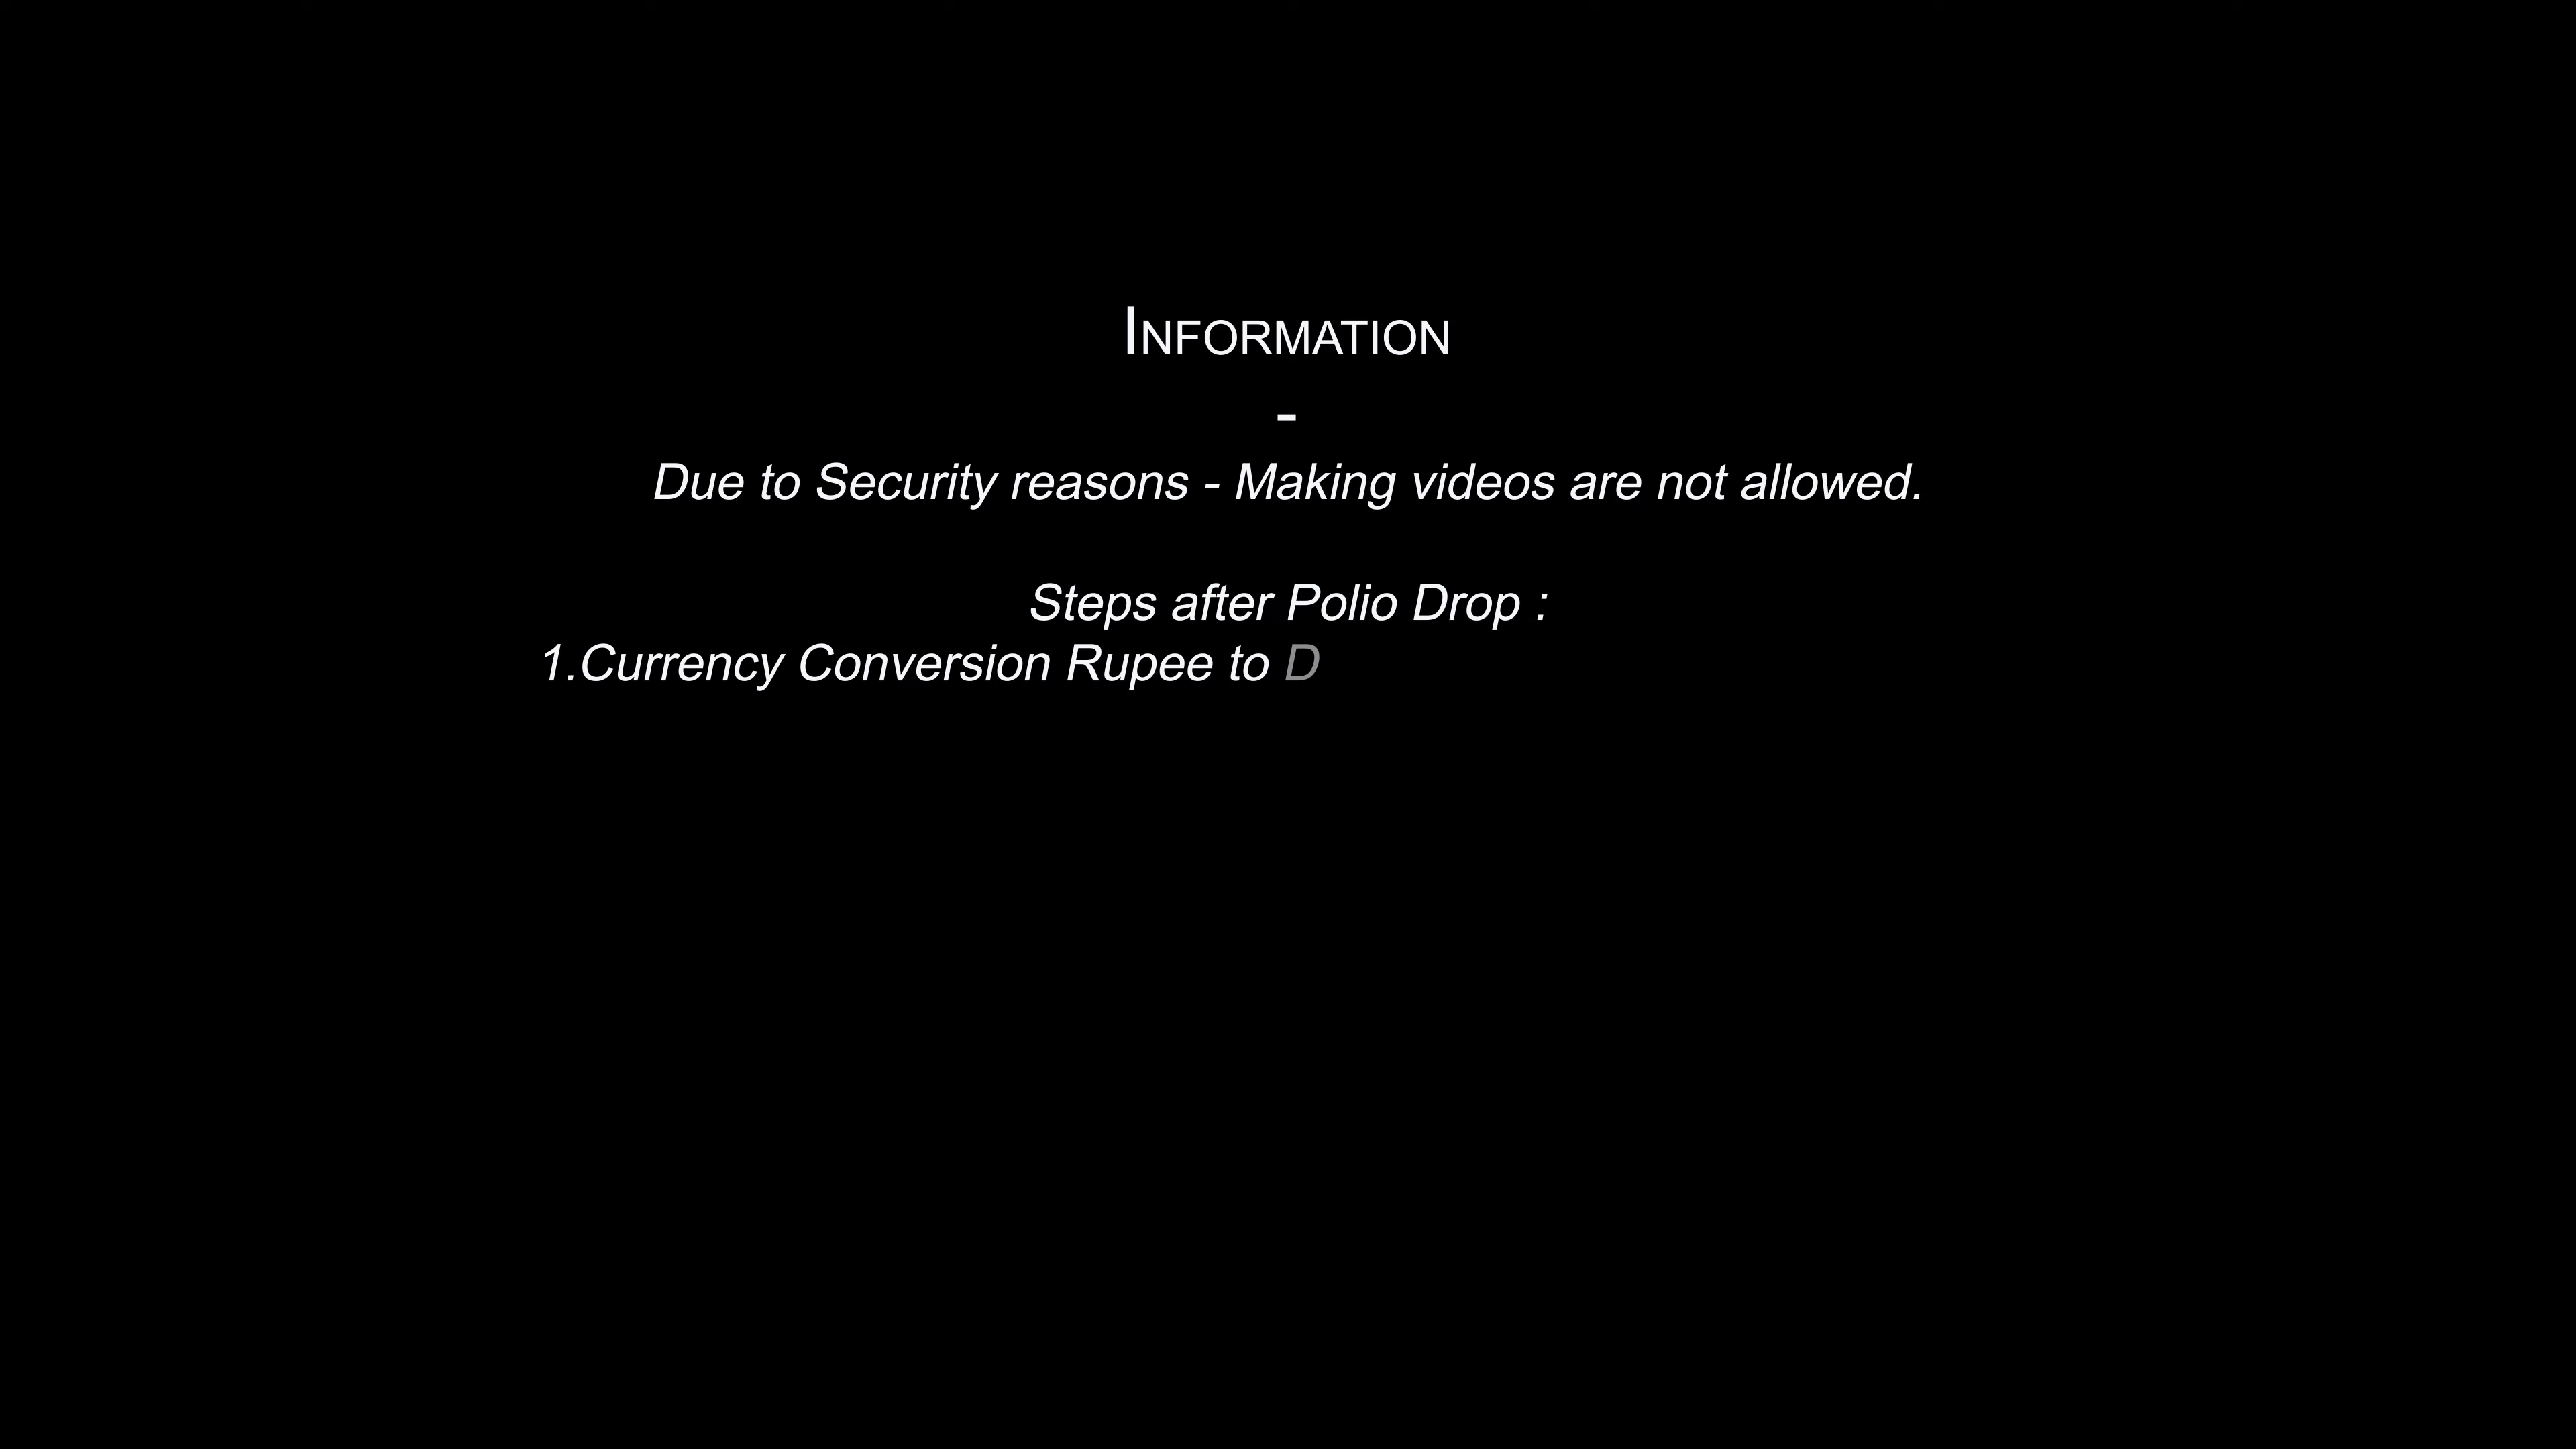 INFORMATION
-
Due to Security reasons - Making videos are not allowed.
Steps after Polio Drop :
1.Currency Conversion Rupee to D